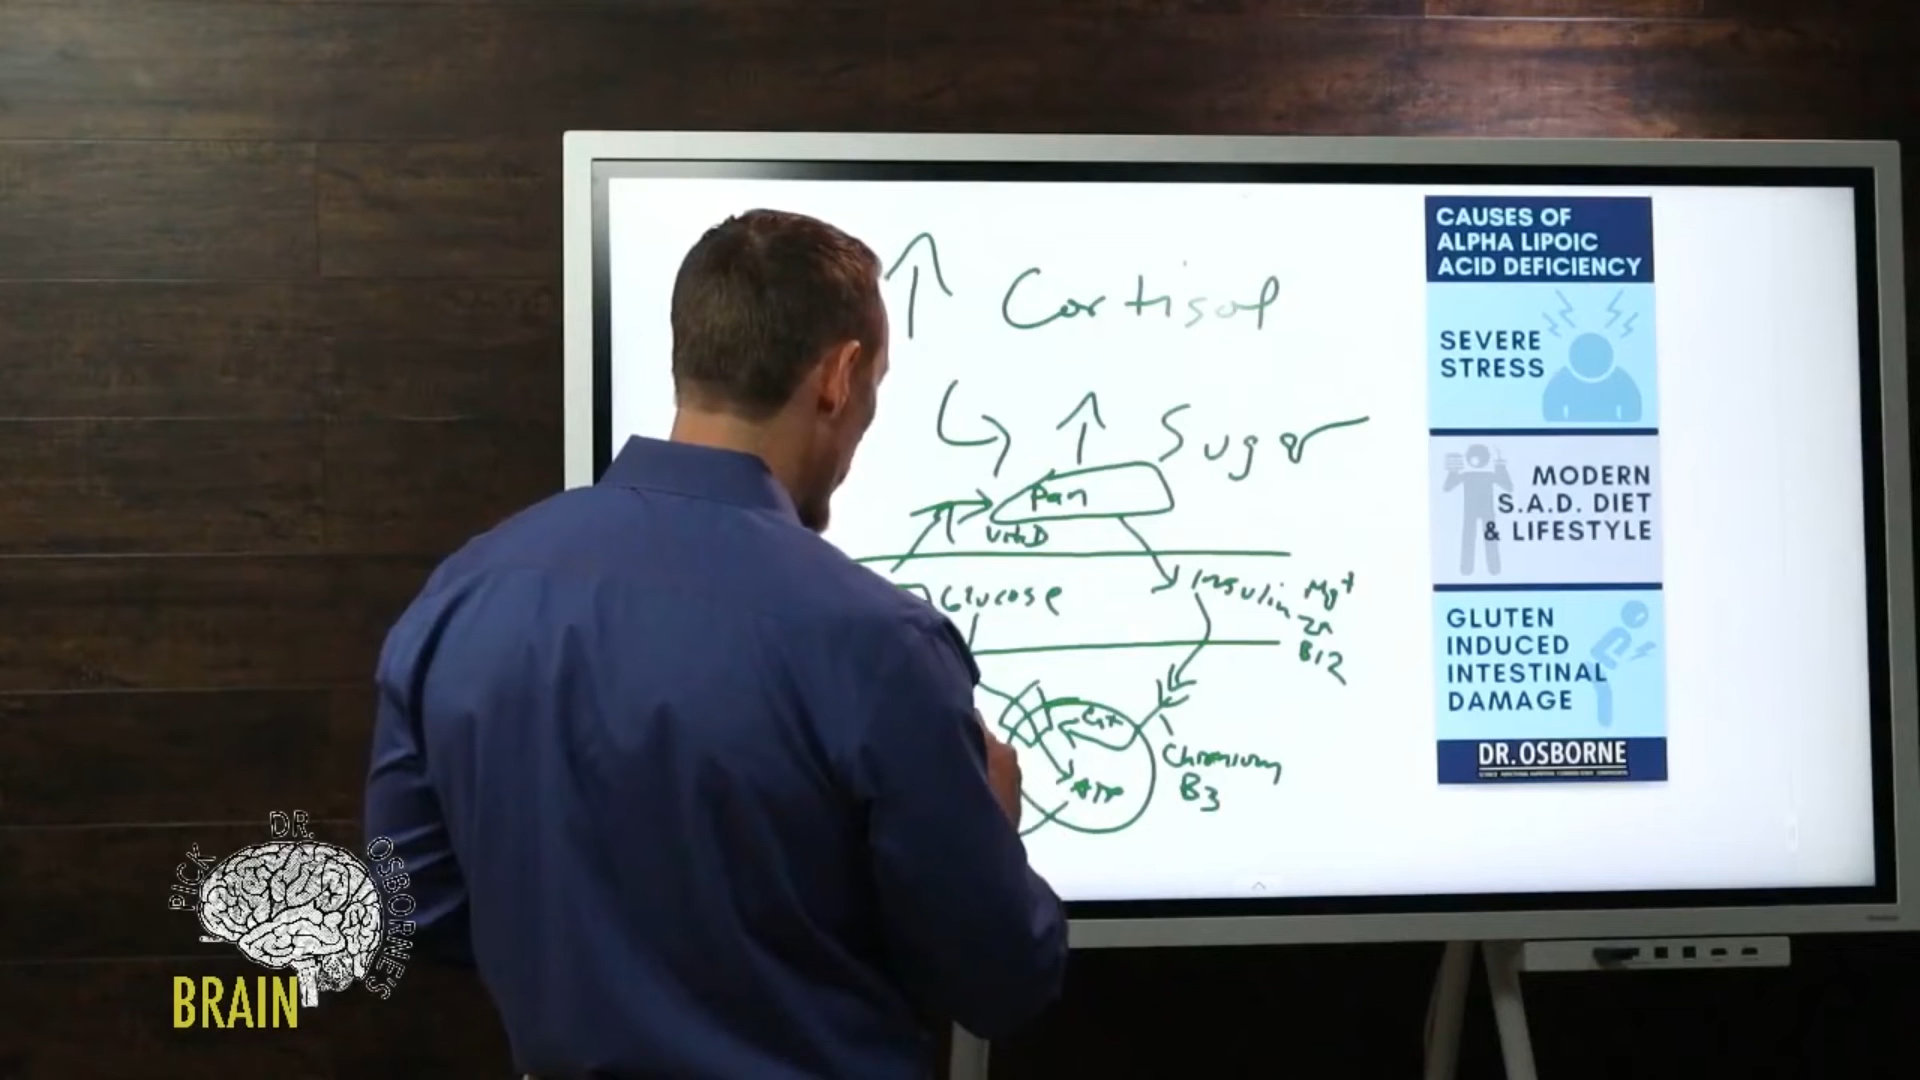 ↑ Cortisol
↑ Sugar
Pan
Vit D
Glucose
Insulin
Mg+
Zn
B12
Chromium
B3
CAUSES OF
ALPHA LIPOIC
ACID DEFICIENCY
SEVERE
STRESS
MODERN
S.A.D. DIET
& LIFESTYLE
GLUTEN
INDUCED
INTESTINAL
DAMAGE
DR. OSBORNE
PICK DR. OSBORNE'S
BRAIN